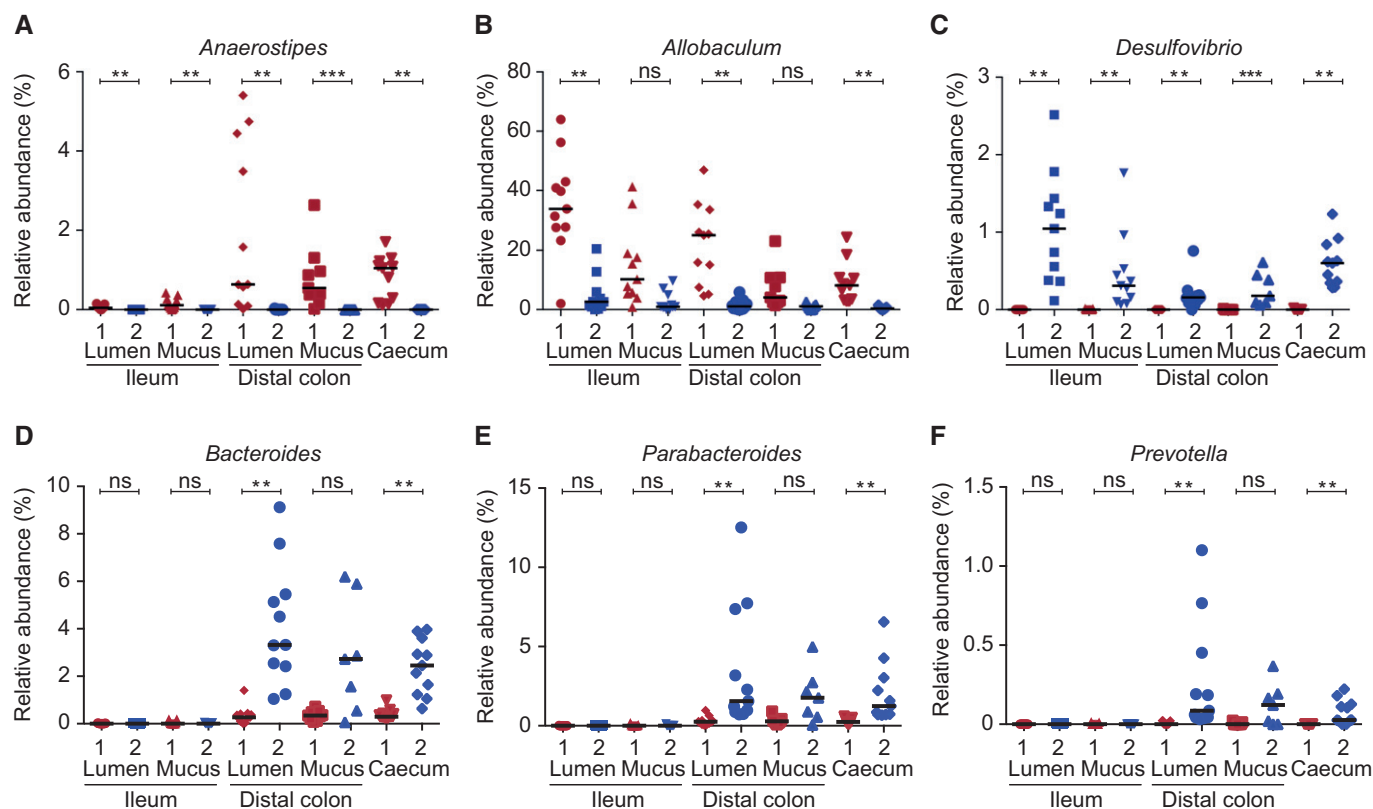 A
Anaerostipes
Relative abundance (%)
6
4
2
0
** ** ** *** **
1 2 1 2 1 2 1 2 1 2
Lumen Mucus Lumen Mucus Caecum
Ileum Distal colon
B
Allobaculum
Relative abundance (%)
80
60
40
20
0
** ns ** ns **
1 2 1 2 1 2 1 2 1 2
Lumen Mucus Lumen Mucus Caecum
Ileum Distal colon
C
Desulfovibrio
Relative abundance (%)
3
2
1
0
** ** ** *** **
1 2 1 2 1 2 1 2 1 2
Lumen Mucus Lumen Mucus Caecum
Ileum Distal colon
D
Bacteroides
Relative abundance (%)
10
8
6
4
2
0
ns ns ** ns **
1 2 1 2 1 2 1 2 1 2
Lumen Mucus Lumen Mucus Caecum
Ileum Distal colon
E
Parabacteroides
Relative abundance (%)
15
10
5
0
ns ns ** ns **
1 2 1 2 1 2 1 2 1 2
Lumen Mucus Lumen Mucus Caecum
Ileum Distal colon
F
Prevotella
Relative abundance (%)
1.5
1.0
0.5
0
ns ns ** ns **
1 2 1 2 1 2 1 2 1 2
Lumen Mucus Lumen Mucus Caecum
Ileum Distal colon